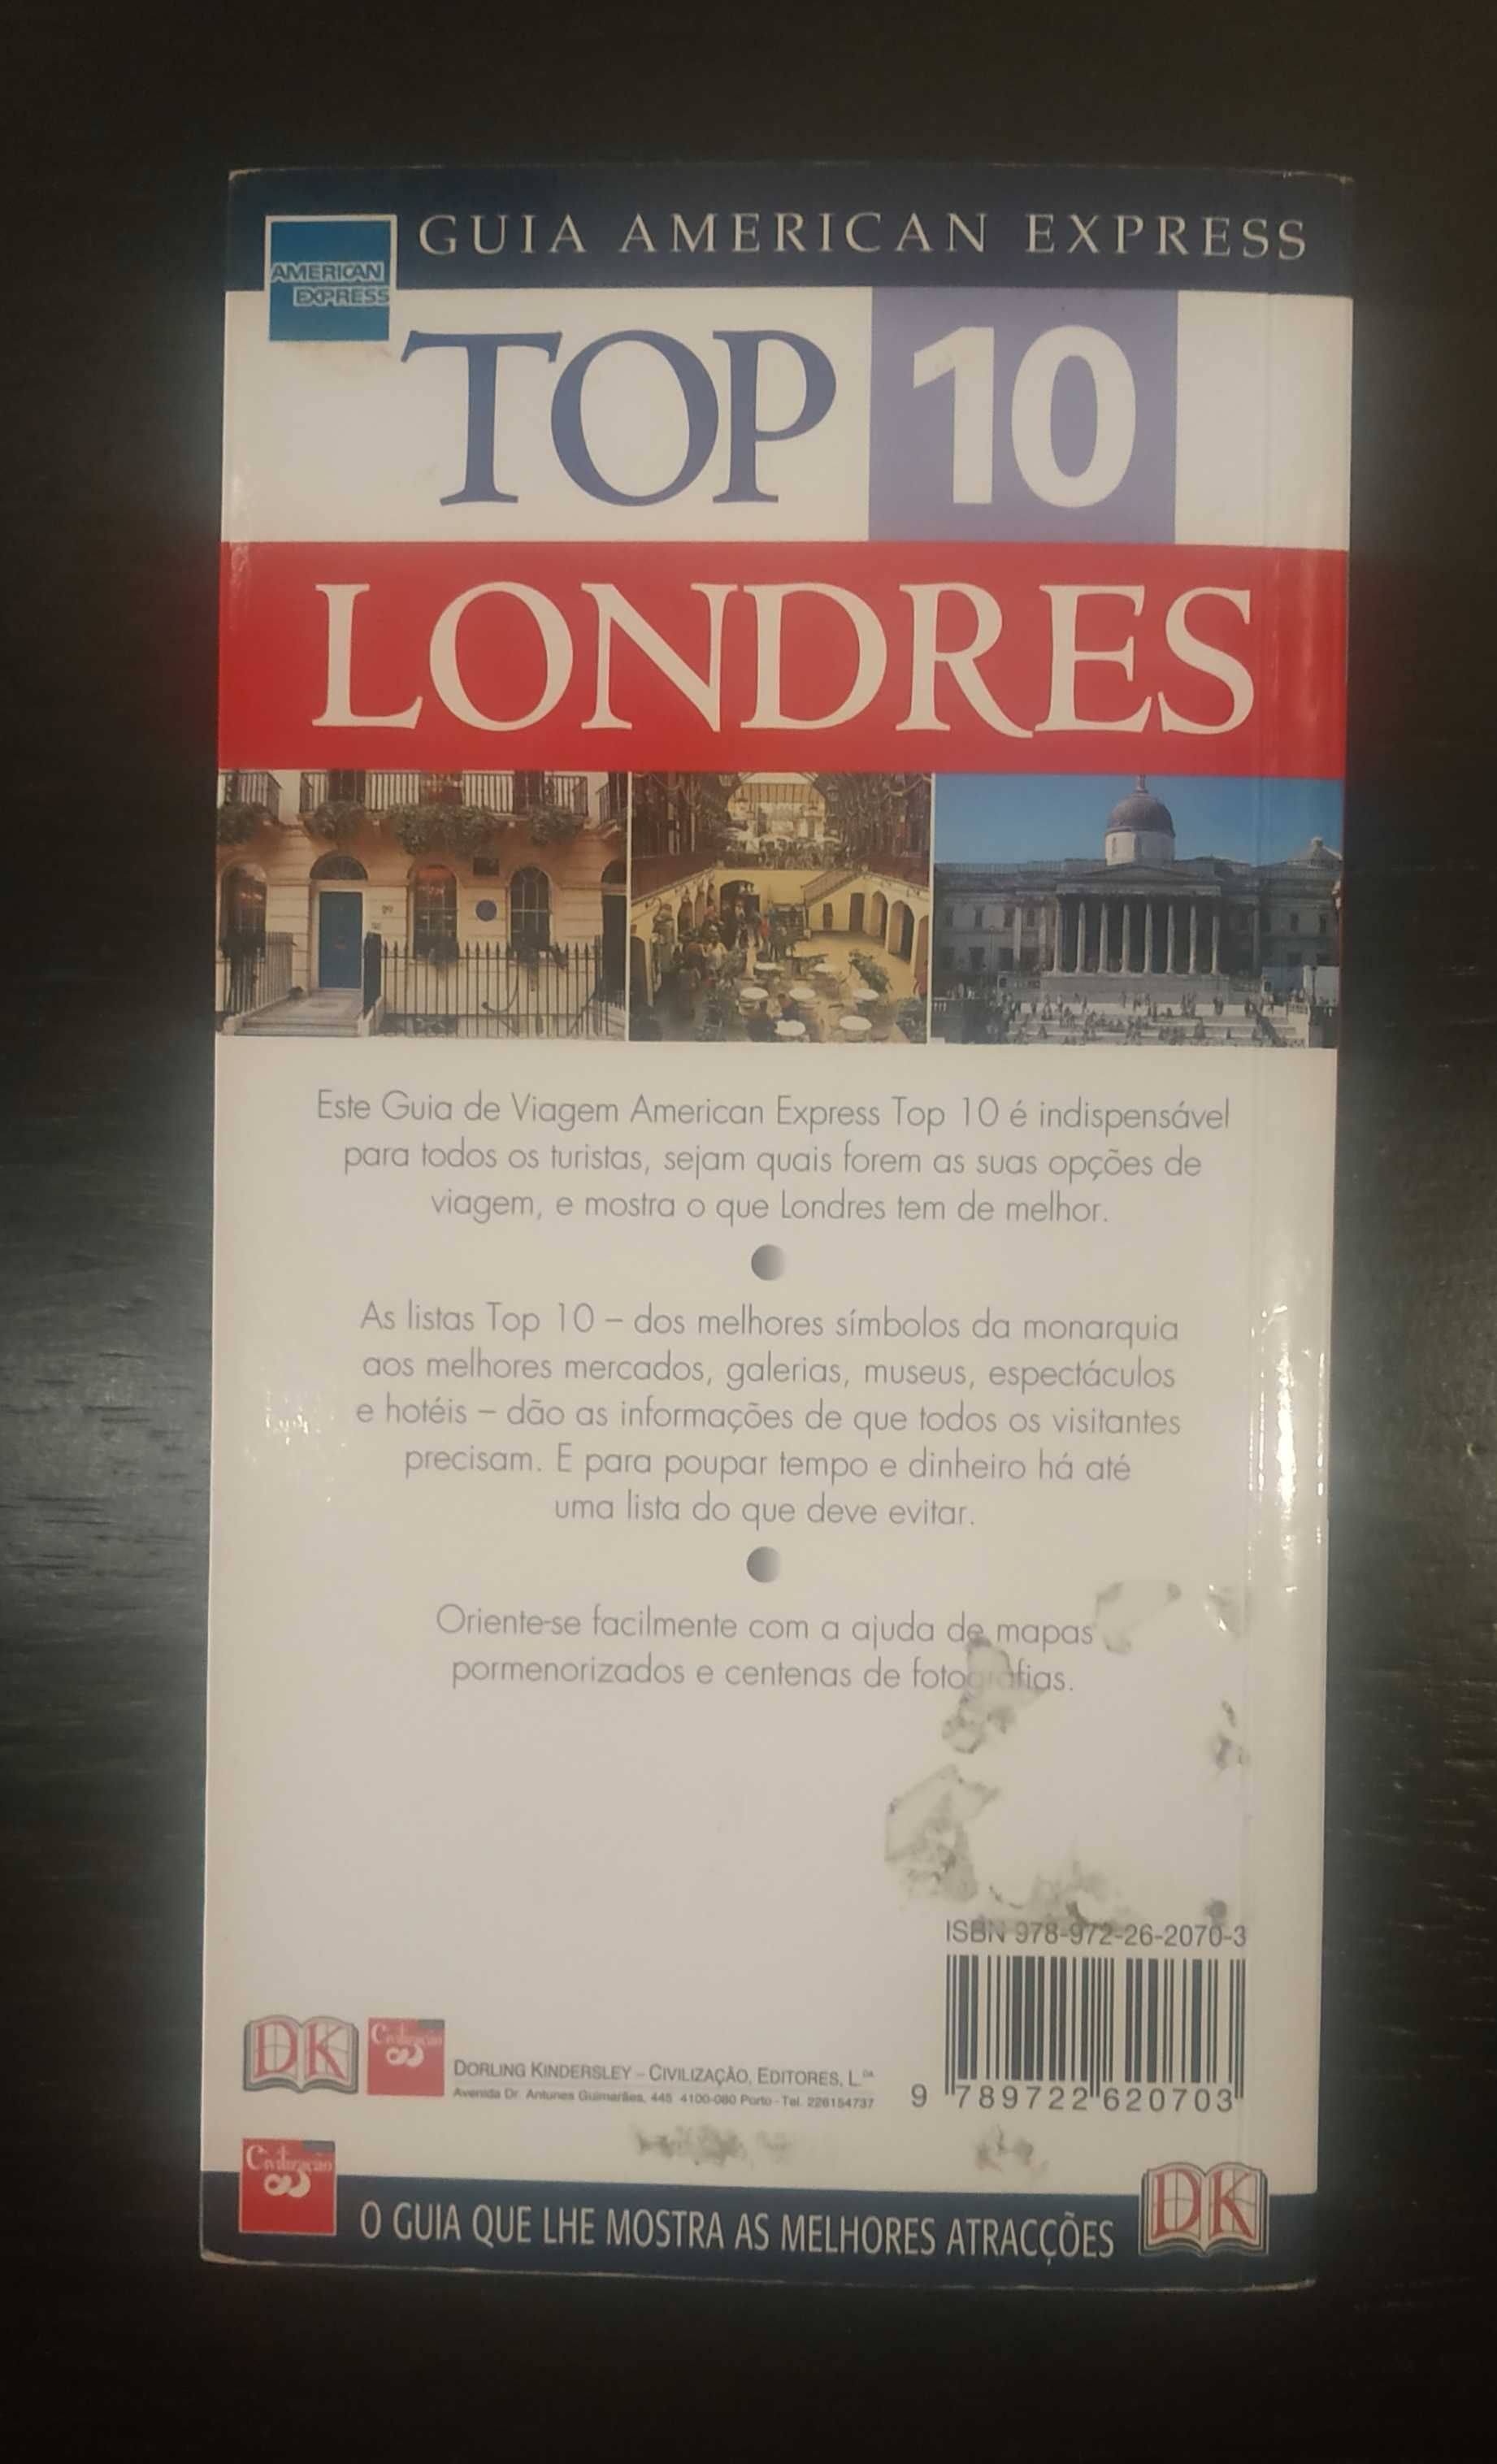 GUIA AMERICAN EXPRESS
AMERICAN
EXPRESS
TOP 10
LONDRES
Este Guia de Viagem American Express Top 10 é indispensável
para todos os turistas, sejam quais forem as suas opções de
viagem, e mostra o que Londres tem de melhor.
As listas Top 10 – dos melhores símbolos da monarquia
aos melhores mercados, galerias, museus, espectáculos
e hotéis – dão as informações de que todos os visitantes
precisam. E para poupar tempo e dinheiro há até
uma lista do que deve evitar.
Oriente-se facilmente com a ajuda de mapas
pormenorizados e centenas de fotografias.
ISBN 978-972-26-2070-3
DK
Civilização
DORLING KINDERSLEY – CIVILIZAÇÃO, EDITORES, L.DA
Avenida Dr. Antunes Guimarães, 445 4100-080 Porto - Tel. 226154737
9 789722 620703
Civilização
O GUIA QUE LHE MOSTRA AS MELHORES ATRACÇÕES
DK